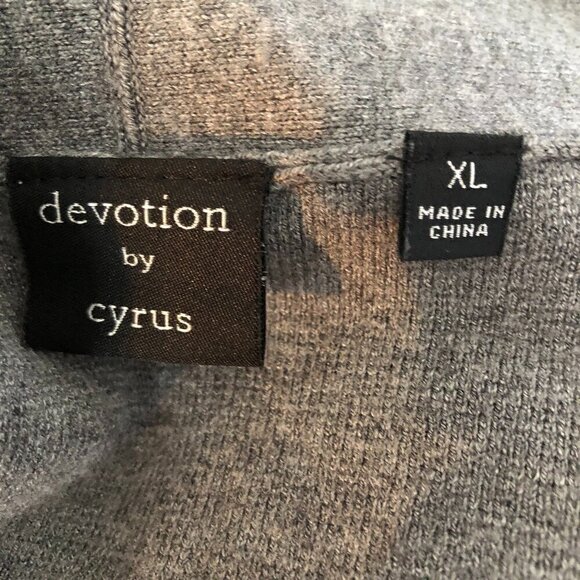 devotion
by
cyrus
XL
MADE IN
CHINA